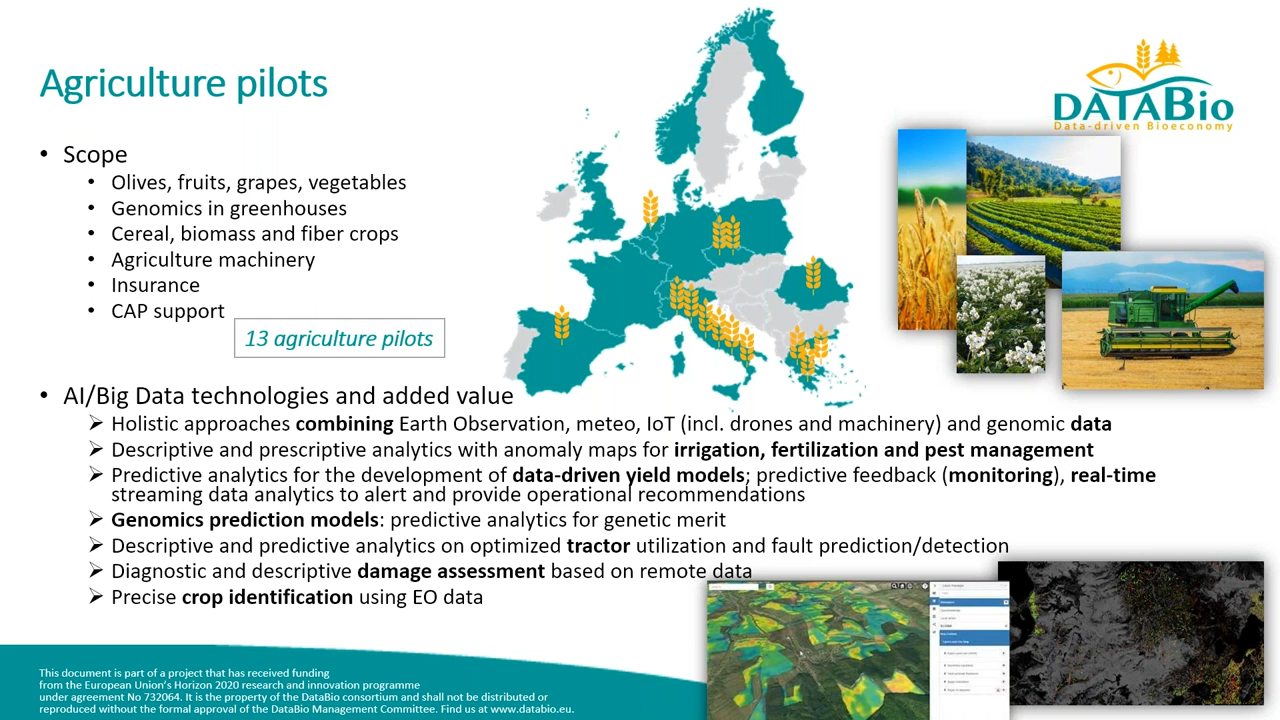 Agriculture pilots
DATABio
Data-driven Bioeconomy
• Scope
• Olives, fruits, grapes, vegetables
• Genomics in greenhouses
• Cereal, biomass and fiber crops
• Agriculture machinery
• Insurance
• CAP support
13 agriculture pilots
• AI/Big Data technologies and added value
➢ Holistic approaches combining Earth Observation, meteo, IoT (incl. drones and machinery) and genomic data
➢ Descriptive and prescriptive analytics with anomaly maps for irrigation, fertilization and pest management
➢ Predictive analytics for the development of data-driven yield models; predictive feedback (monitoring), real-time
streaming data analytics to alert and provide operational recommendations
➢ Genomics prediction models: predictive analytics for genetic merit
➢ Descriptive and predictive analytics on optimized tractor utilization and fault prediction/detection
➢ Diagnostic and descriptive damage assessment based on remote data
➢ Precise crop identification using EO data
This document is part of a project that has received funding
from the European Union's Horizon 2020 research and innovation programme
under agreement No 732064. It is the property of the DataBio consortium and shall not be distributed or
reproduced without the formal approval of the DataBio Management Committee. Find us at www.databio.eu.